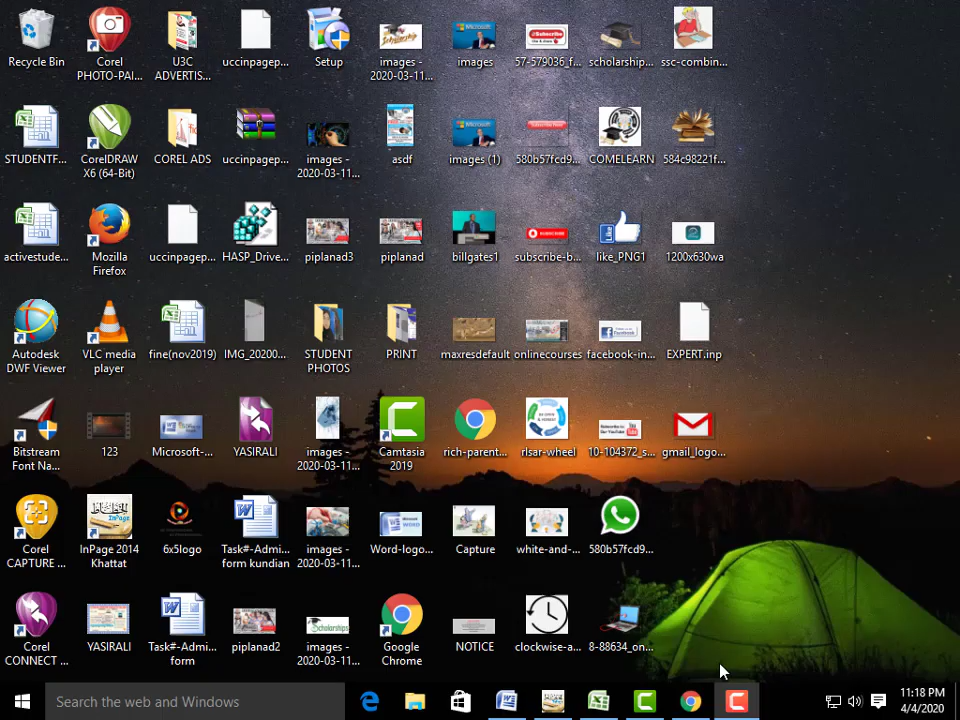 Recycle Bin
Corel
PHOTO-PAI...
U3C
ADVERTIS...
uccinpagep...
Setup
images -
2020-03-11...
images
57-579036_f...
scholarship...
ssc-combin...
STUDENTF...
CorelDRAW
X6 (64-Bit)
COREL ADS
uccinpagep...
images -
2020-03-11...
asdf
images (1)
580b57fcd9...
COMELEARN
584c98221f...
activestude...
Mozilla
Firefox
uccinpagep...
HASP_Drive...
piplanad3
piplanad
billgates1
subscribe-b...
like_PNG1
1200x630wa
Autodesk
DWF Viewer
VLC media
player
fine(nov2019)
IMG_20200...
STUDENT
PHOTOS
PRINT
maxresdefault
onlinecourses
facebook-in...
EXPERT.inp
Bitstream
Font Na...
123
Microsoft-...
YASIRALI
images -
2020-03-11...
Camtasia
2019
rich-parent...
rlsar-wheel
10-104372_s...
gmail_logo...
Corel
CAPTURE ...
InPage 2014
Khattat
6x5logo
Task#-Admi...
form kundian
images -
2020-03-11...
Word-logo...
Capture
white-and-...
580b57fcd9...
Corel
CONNECT ...
YASIRALI
Task#-Admi...
form
piplanad2
images -
2020-03-11...
Google
Chrome
NOTICE
clockwise-a...
8-88634_on...
Search the web and Windows
11:18 PM
4/4/2020